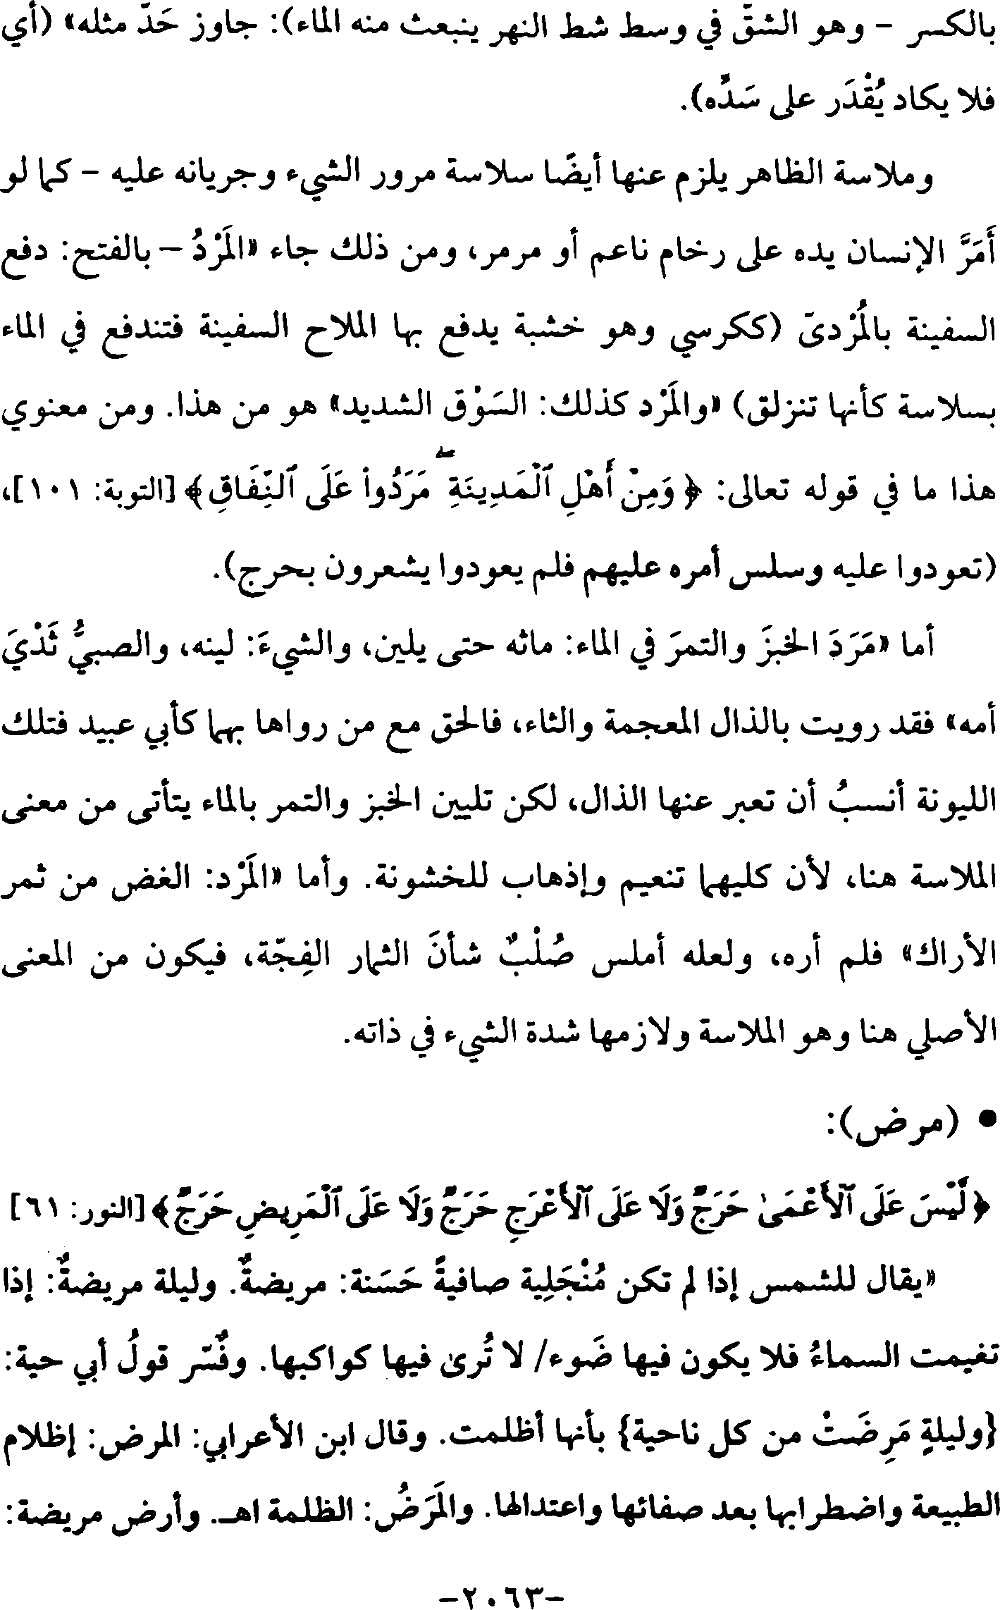 بالكسر – وهو الشقّ في وسط شط النهر ينبعث منه الماء): جاوز حَدّ مثله» (أي
فلا يكاد يُقْدَر على سَدِّه).
وملاسة الظاهر يلزم عنها أيضًا سلاسة مرور الشيء وجريانه عليه – كما لو
أَمَرَّ الإنسان يده على رخام ناعم أو مرمر، ومن ذلك جاء «المَرْدُ – بالفتح: دفع
السفينة بالمُرْدىّ (ككرسي وهو خشبة يدفع بها الملاح السفينة فتندفع في الماء
بسلاسة كأنها تنزلق) «والمَرْد كذلك: السَوْق الشديد» هو من هذا. ومن معنوي
هذا ما في قوله تعالى: ﴿وَمِنْ أَهْلِ ٱلْمَدِينَةِ ۖ مَرَدُوا۟ عَلَى ٱلنِّفَاقِ﴾ [التوبة: ١٠١]،
(تعودوا عليه وسلس أمره عليهم فلم يعودوا يشعرون بحرج).
أما «مَرَدَ الخبزَ والتمرَ في الماء: ماثه حتى يلين، والشيءَ: لينه، والصبيُّ ثَدْيَ
أمه» فقد رويت بالذال المعجمة والثاء، فالحق مع من رواها بهما كأبي عبيد فتلك
الليونة أنسبُ أن تعبر عنها الذال، لكن تليين الخبز والتمر بالماء يتأتى من معنى
الملاسة هنا، لأن كليهما تنعيم وإذهاب للخشونة. وأما «المَرْد: الغض من ثمر
الأراك» فلم أره، ولعله أملس صُلْبٌ شأنَ الثمار الفِجّة، فيكون من المعنى
الأصلي هنا وهو الملاسة ولازمها شدة الشيء في ذاته.
• (مرض):
﴿لَّيْسَ عَلَى ٱلْأَعْمَىٰ حَرَجٌ وَلَا عَلَى ٱلْأَعْرَجِ حَرَجٌ وَلَا عَلَى ٱلْمَرِيضِ حَرَجٌ﴾ [النور: ٦١]
«يقال للشمس إذا لم تكن مُنْجَلِية صافيةً حَسَنة: مريضةٌ. وليلة مريضةٌ: إذا
تغيمت السماءُ فلا يكون فيها ضَوء/ لا تُرىٰ فيها كواكبها. وفُسّر قولُ أبي حية:
{وليلةٍ مَرِضَتْ من كل ناحية} بأنها أظلمت. وقال ابن الأعرابي: المرض: إظلام
الطبيعة واضطرابها بعد صفائها واعتدالها. والمَرَضُ: الظلمة اهـ. وأرض مريضة:
-٢٠٦٣-